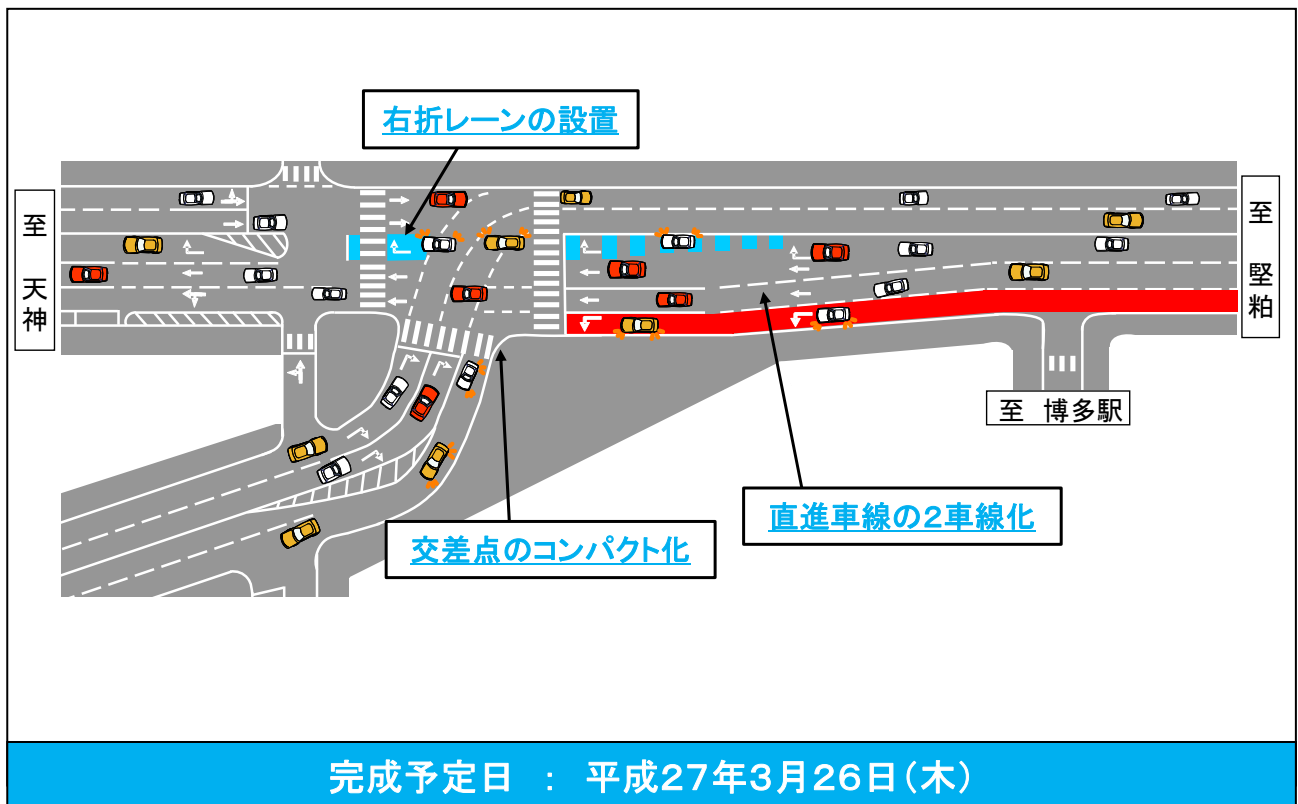 右折レーンの設置
至 天神
至 堅粕
至 博多駅
直進車線の2車線化
交差点のコンパクト化
完成予定日 : 平成27年3月26日(木)